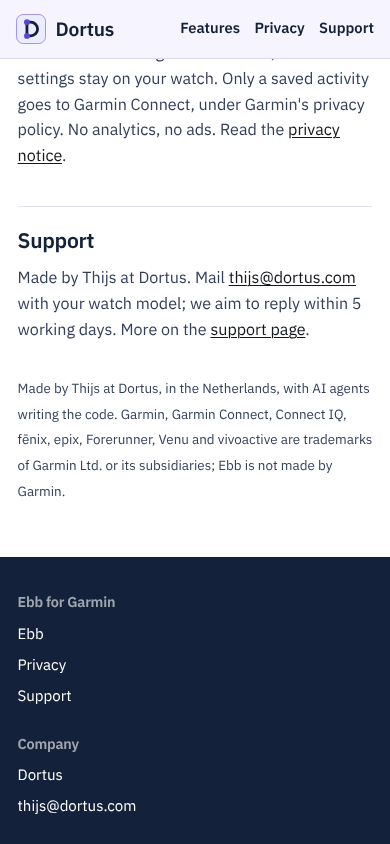 Dortus
Features Privacy Support
settings stay on your watch. Only a saved activity
goes to Garmin Connect, under Garmin's privacy
policy. No analytics, no ads. Read the privacy
notice.
Support
Made by Thijs at Dortus. Mail thijs@dortus.com
with your watch model; we aim to reply within 5
working days. More on the support page.
Made by Thijs at Dortus, in the Netherlands, with AI agents
writing the code. Garmin, Garmin Connect, Connect IQ,
fēnix, epix, Forerunner, Venu and vivoactive are trademarks
of Garmin Ltd. or its subsidiaries; Ebb is not made by
Garmin.
Ebb for Garmin
Ebb
Privacy
Support
Company
Dortus
thijs@dortus.com